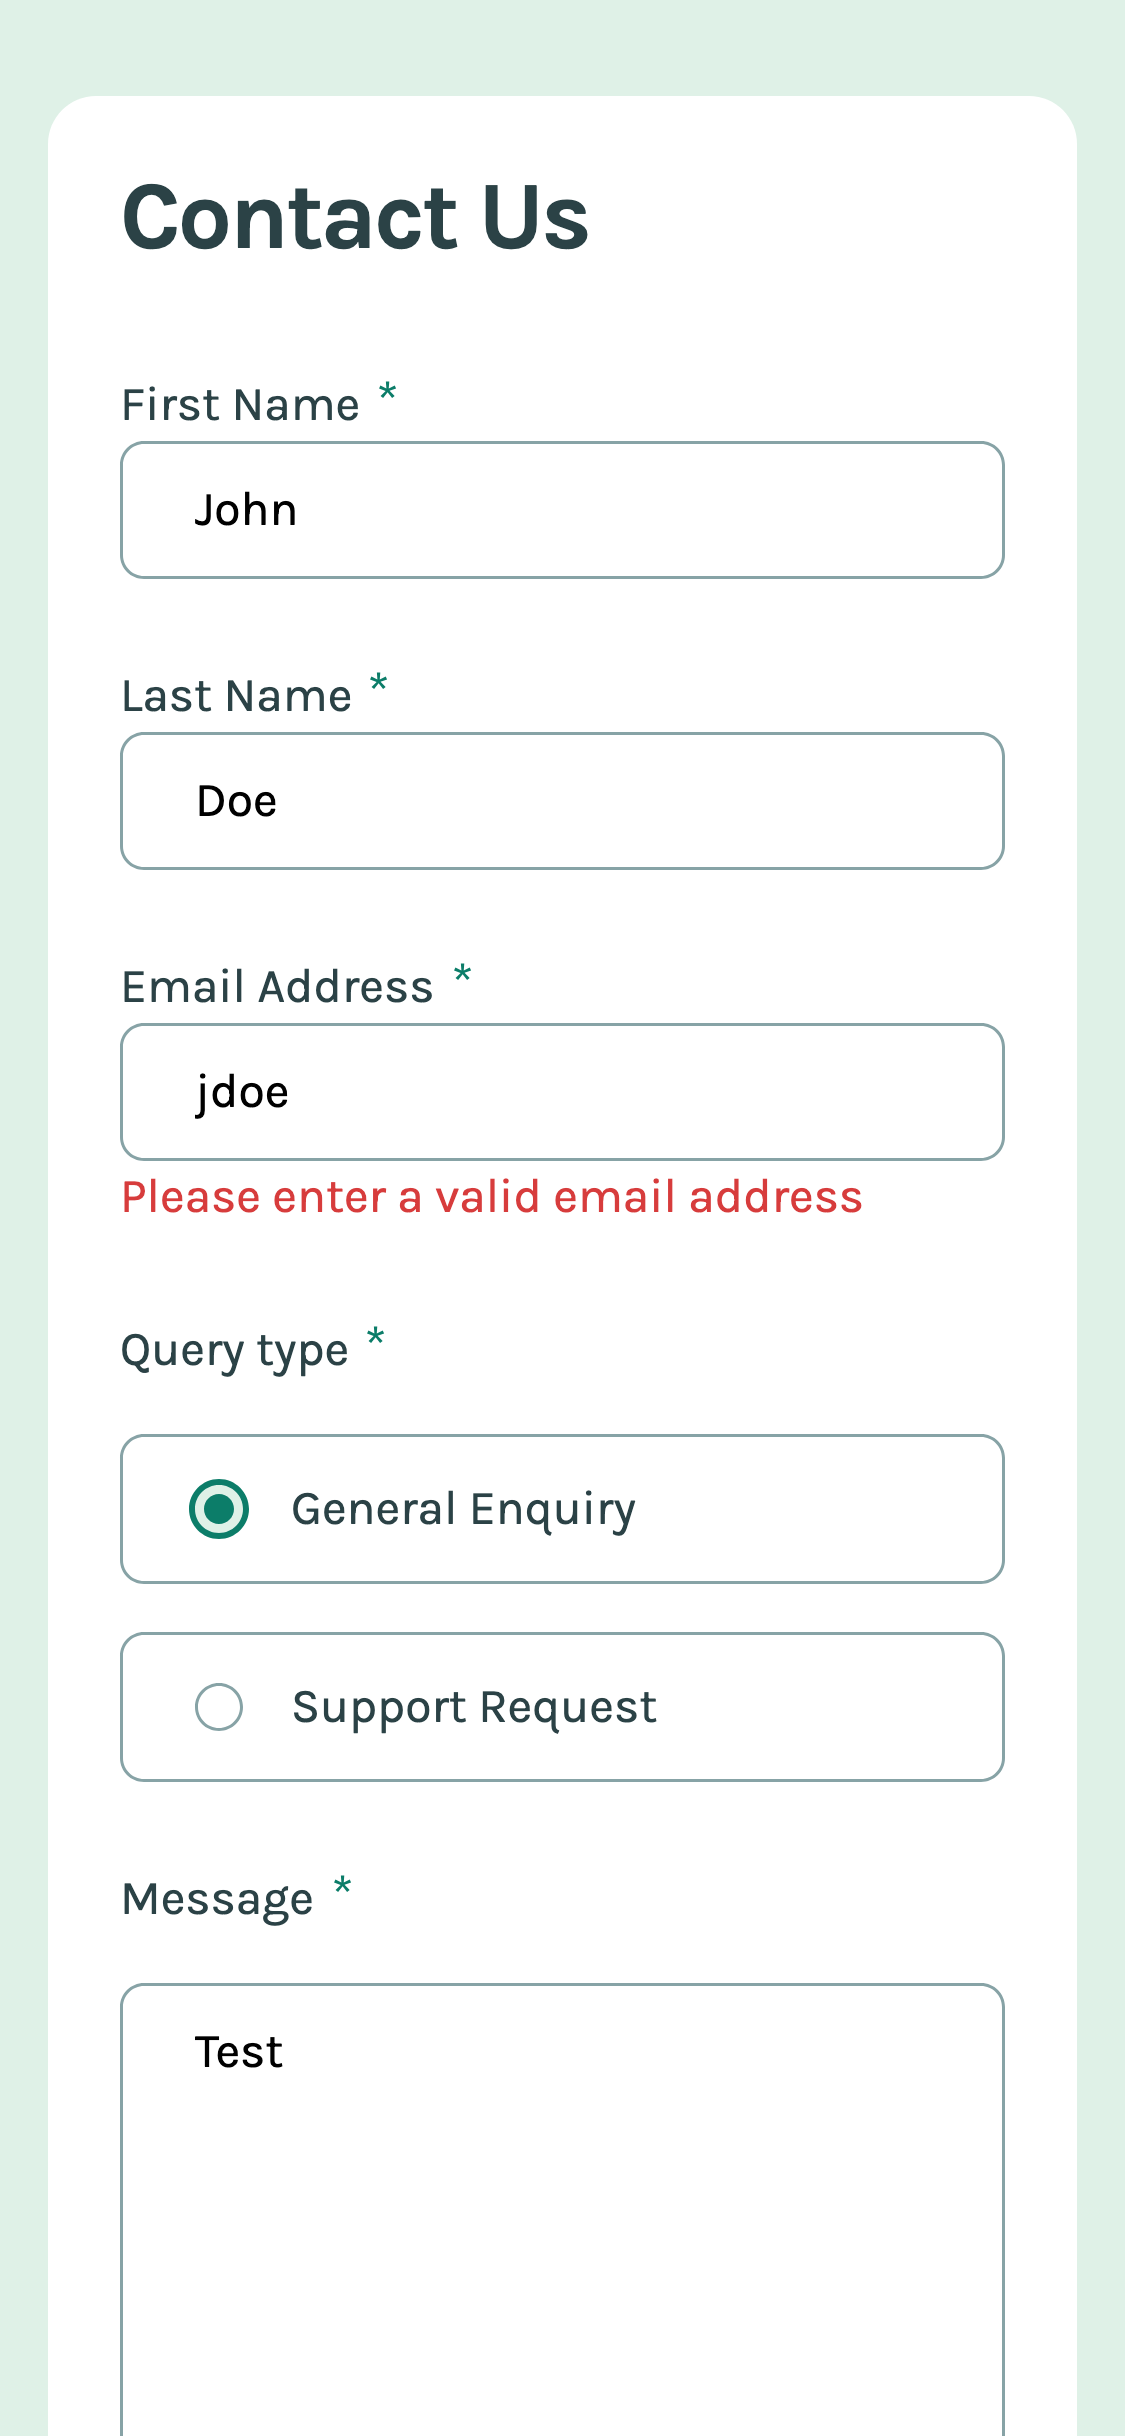 Contact Us
First Name *
John
Last Name *
Doe
Email Address *
jdoe
Please enter a valid email address
Query type *
General Enquiry
Support Request
Message *
Test